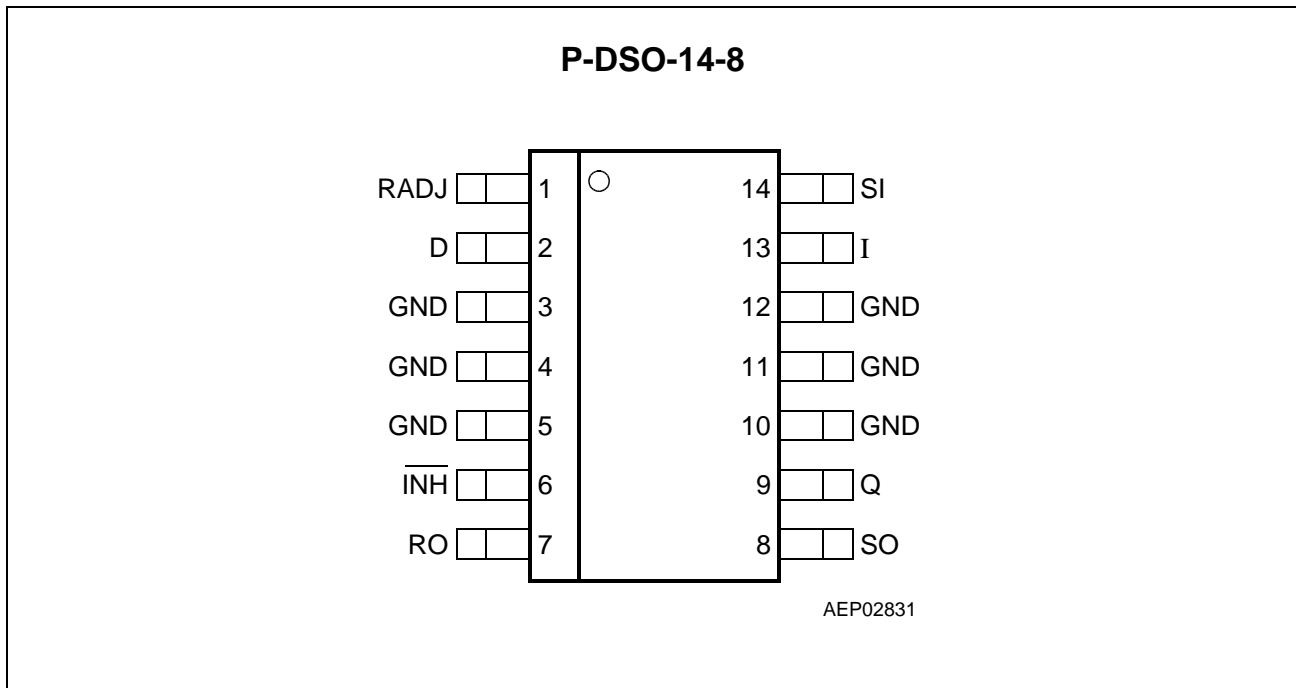 P-DSO-14-8
RADJ 1 14 SI
D 2 13 I
GND 3 12 GND
GND 4 11 GND
GND 5 10 GND
I̅N̅H̅ 6 9 Q
RO 7 8 SO
AEP02831